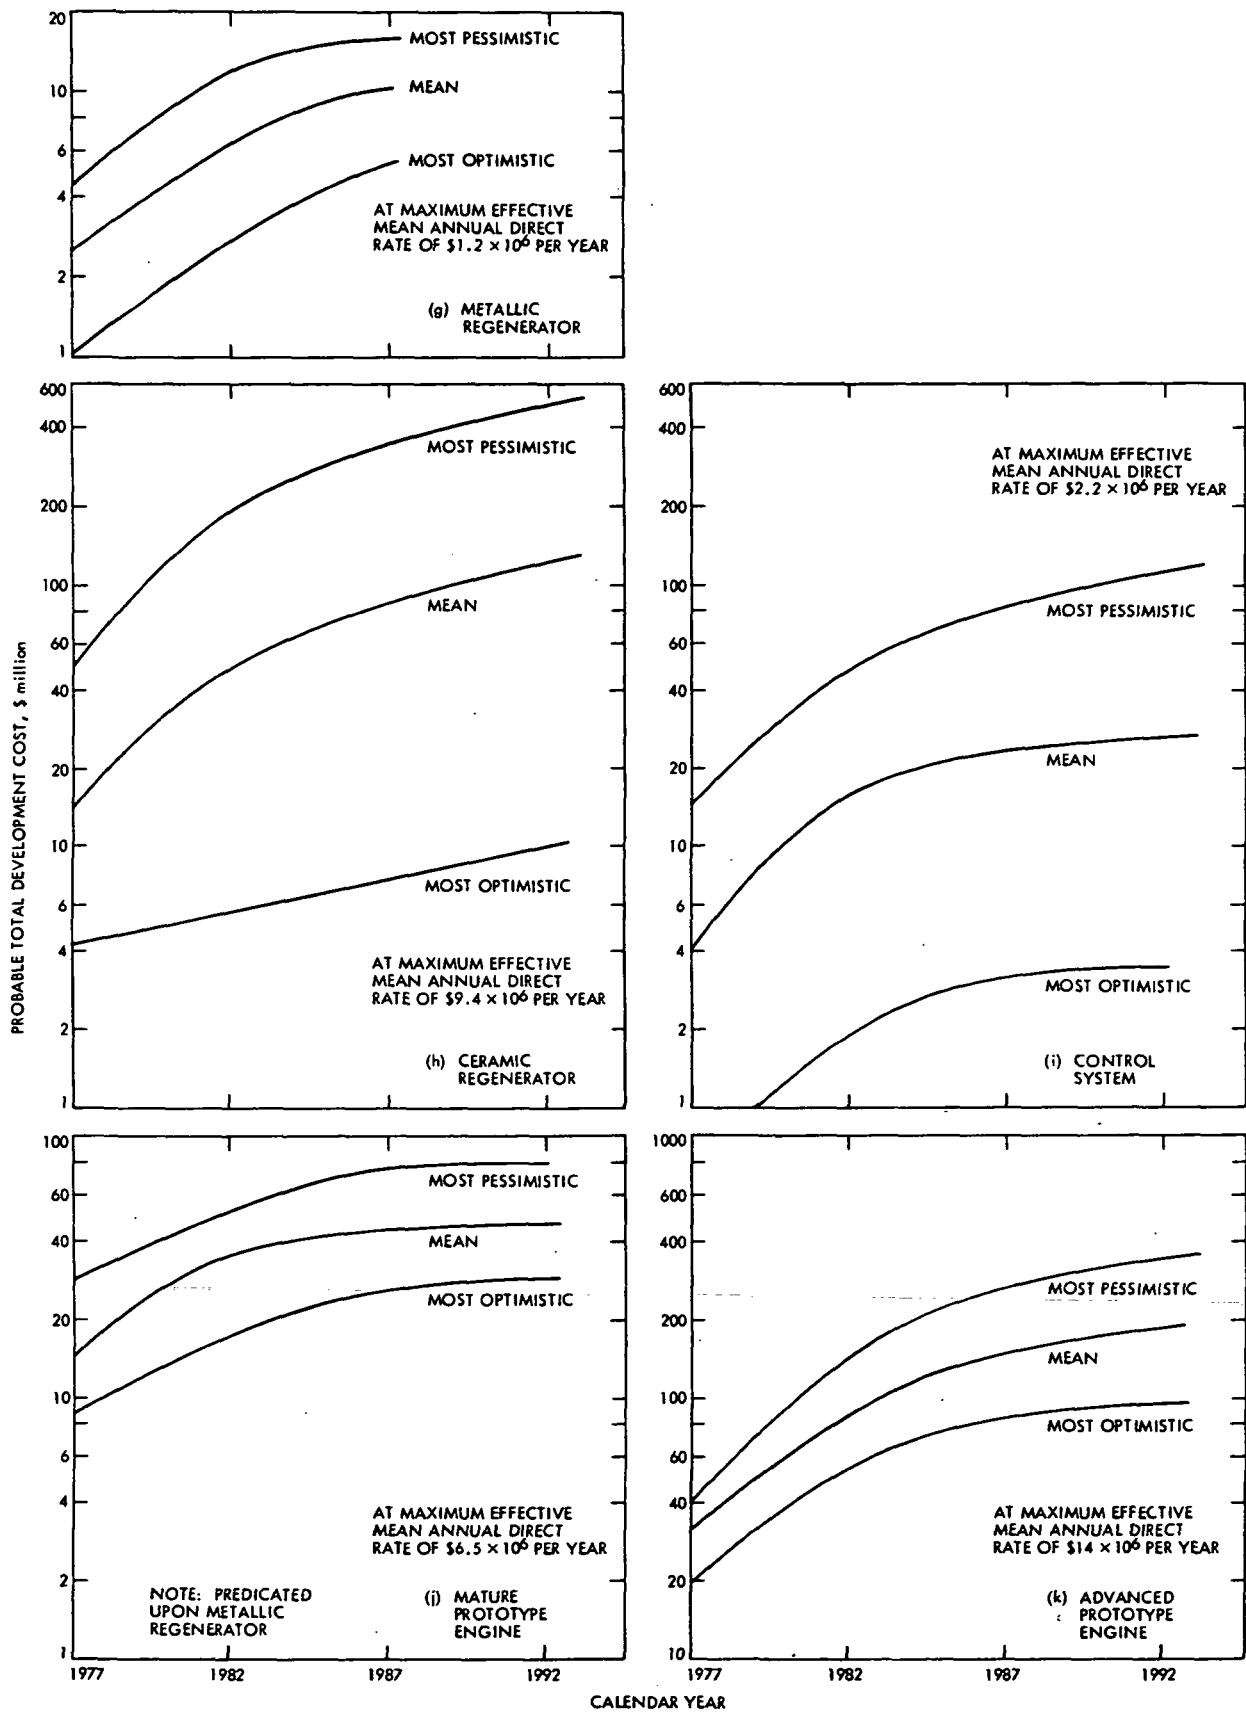 20
10
6
4
2
1
MOST PESSIMISTIC
MEAN
MOST OPTIMISTIC
AT MAXIMUM EFFECTIVE
MEAN ANNUAL DIRECT
RATE OF $1.2 × 10⁶ PER YEAR
(g) METALLIC
REGENERATOR
PROBABLE TOTAL DEVELOPMENT COST, $ million
600
400
200
100
60
40
20
10
6
4
2
1
MOST PESSIMISTIC
MEAN
MOST OPTIMISTIC
AT MAXIMUM EFFECTIVE
MEAN ANNUAL DIRECT
RATE OF $9.4 × 10⁶ PER YEAR
(h) CERAMIC
REGENERATOR
600
400
200
100
60
40
20
10
6
4
2
1
AT MAXIMUM EFFECTIVE
MEAN ANNUAL DIRECT
RATE OF $2.2 × 10⁶ PER YEAR
MOST PESSIMISTIC
MEAN
MOST OPTIMISTIC
(i) CONTROL
SYSTEM
100
60
40
20
10
6
4
2
1
MOST PESSIMISTIC
MEAN
MOST OPTIMISTIC
AT MAXIMUM EFFECTIVE
MEAN ANNUAL DIRECT
RATE OF $6.5 × 10⁶ PER YEAR
NOTE: PREDICATED
UPON METALLIC
REGENERATOR
(j) MATURE
PROTOTYPE
ENGINE
1977 1982 1987 1992
1000
600
400
200
100
60
40
20
10
MOST PESSIMISTIC
MEAN
MOST OPTIMISTIC
AT MAXIMUM EFFECTIVE
MEAN ANNUAL DIRECT
RATE OF $14 × 10⁶ PER YEAR
(k) ADVANCED
PROTOTYPE
ENGINE
1977 1982 1987 1992
CALENDAR YEAR